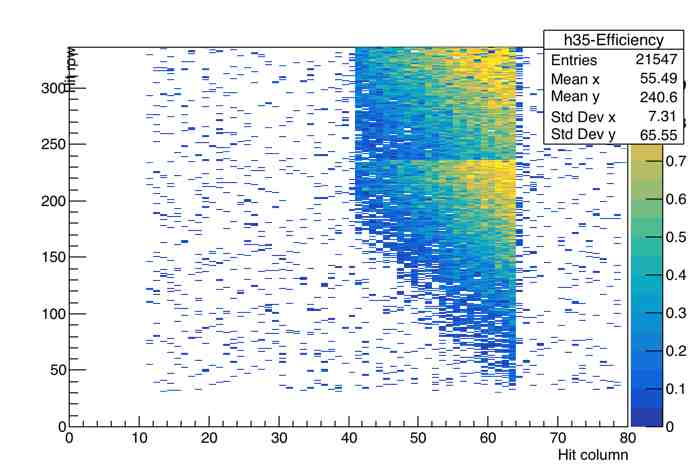 h35-Efficiency
Entries 21547
Mean x 55.49
Mean y 240.6
Std Dev x 7.31
Std Dev y 65.55
300
250
200
150
100
50
0
0 10 20 30 40 50 60 70 80
Hit column
0.7
0.6
0.5
0.4
0.3
0.2
0.1
0